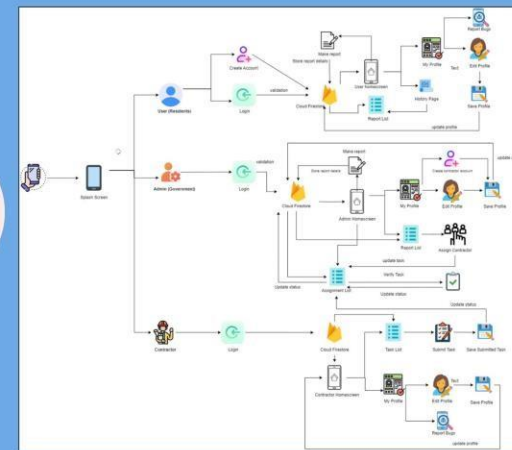 Report Bugs
Make report
Store report details
Create Account
My Profile
Text
Edit Profile
User Homescreen
validation
User (Residents)
Login
Cloud Firestore
History Page
Save Profile
Report List
update profile
Make report
validation
Store report details
Create contractor account
Splash Screen
Admin (Government)
Login
Cloud Firestore
Admin Homescreen
My Profile
Edit Profile
Save Profile
Report List
Assign Contractor
update task
Verify Task
Update status
Assignment List
Update status
Update status
Contractor
Login
Cloud Firestore
Task List
Submit Task
Save Submitted Task
Contractor Homescreen
My Profile
Text
Edit Profile
Save Profile
Report Bugs
update profile